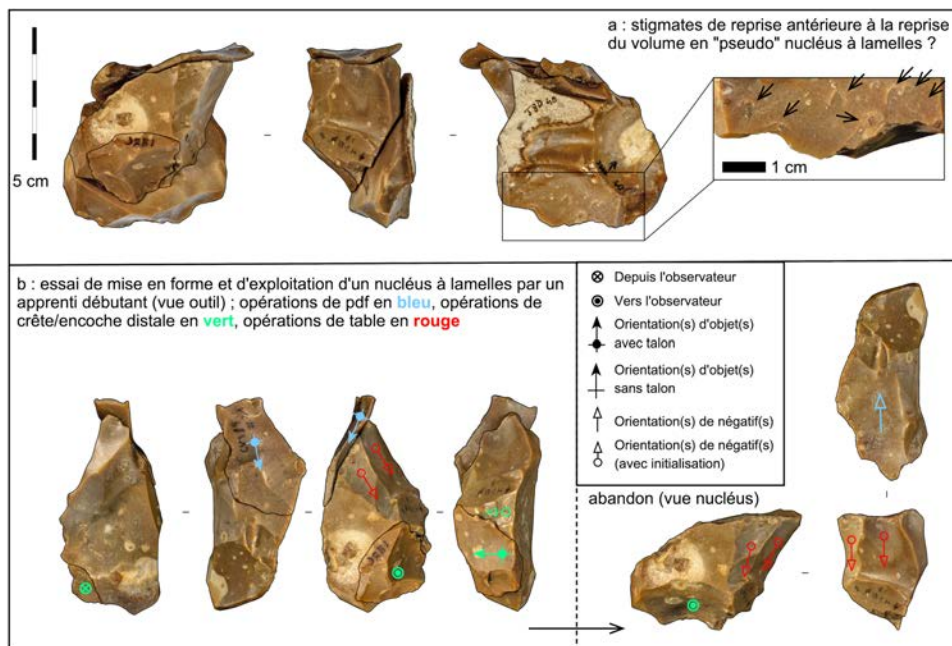 a : stigmates de reprise antérieure à la reprise
du volume en "pseudo" nucléus à lamelles ?
5 cm
1 cm
b : essai de mise en forme et d'exploitation d'un nucléus à lamelles par un
apprenti débutant (vue outil) ; opérations de pdf en bleu, opérations de
crête/encoche distale en vert, opérations de table en rouge
Depuis l'observateur
Vers l'observateur
Orientation(s) d'objet(s)
avec talon
Orientation(s) d'objet(s)
sans talon
Orientation(s) de négatif(s)
Orientation(s) de négatif(s)
(avec initialisation)
abandon (vue nucléus)